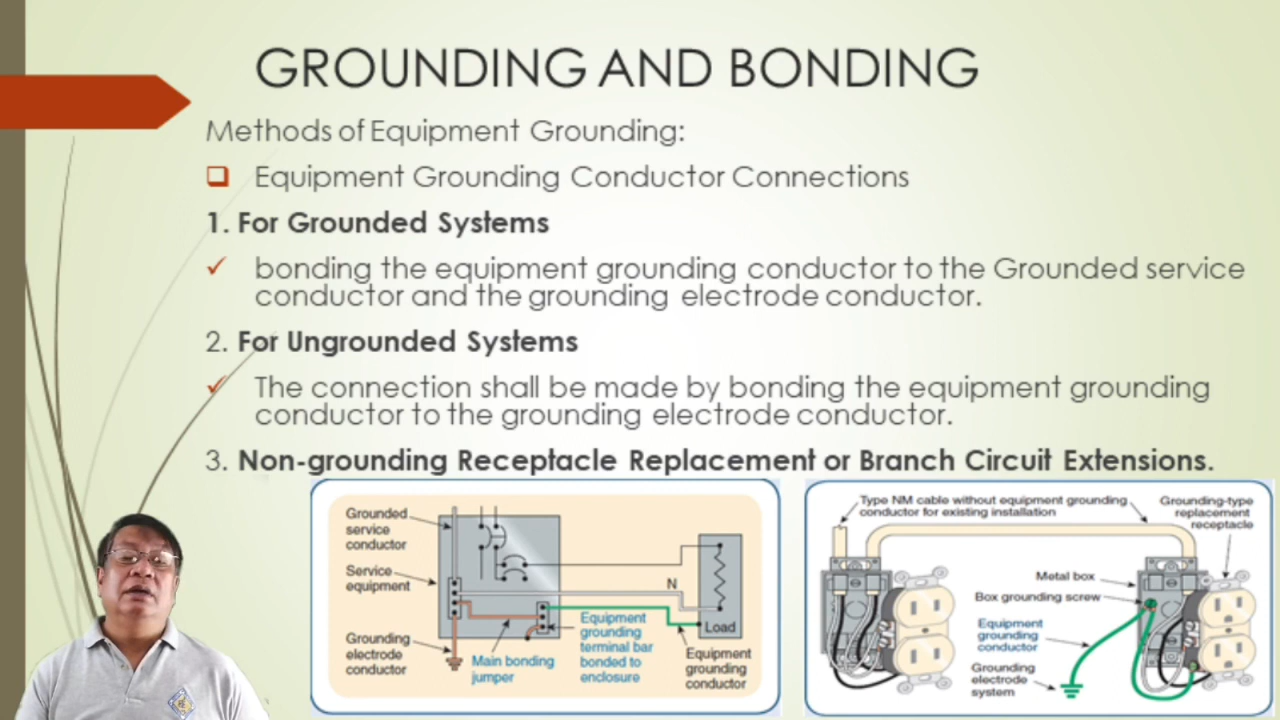 GROUNDING AND BONDING
Methods of Equipment Grounding:
Equipment Grounding Conductor Connections
1. For Grounded Systems
bonding the equipment grounding conductor to the Grounded service
conductor and the grounding electrode conductor.
2. For Ungrounded Systems
The connection shall be made by bonding the equipment grounding
conductor to the grounding electrode conductor.
3. Non-grounding Receptacle Replacement or Branch Circuit Extensions.
Grounded
service
conductor
Service
equipment
Grounding
electrode
conductor
Main bonding
jumper
Equipment
grounding
terminal bar
bonded to
enclosure
N
Load
Equipment
grounding
conductor
Type NM cable without equipment grounding
conductor for existing installation
Grounding-type
replacement
receptacle
Metal box
Box grounding screw
Equipment
grounding
conductor
Grounding
electrode
system